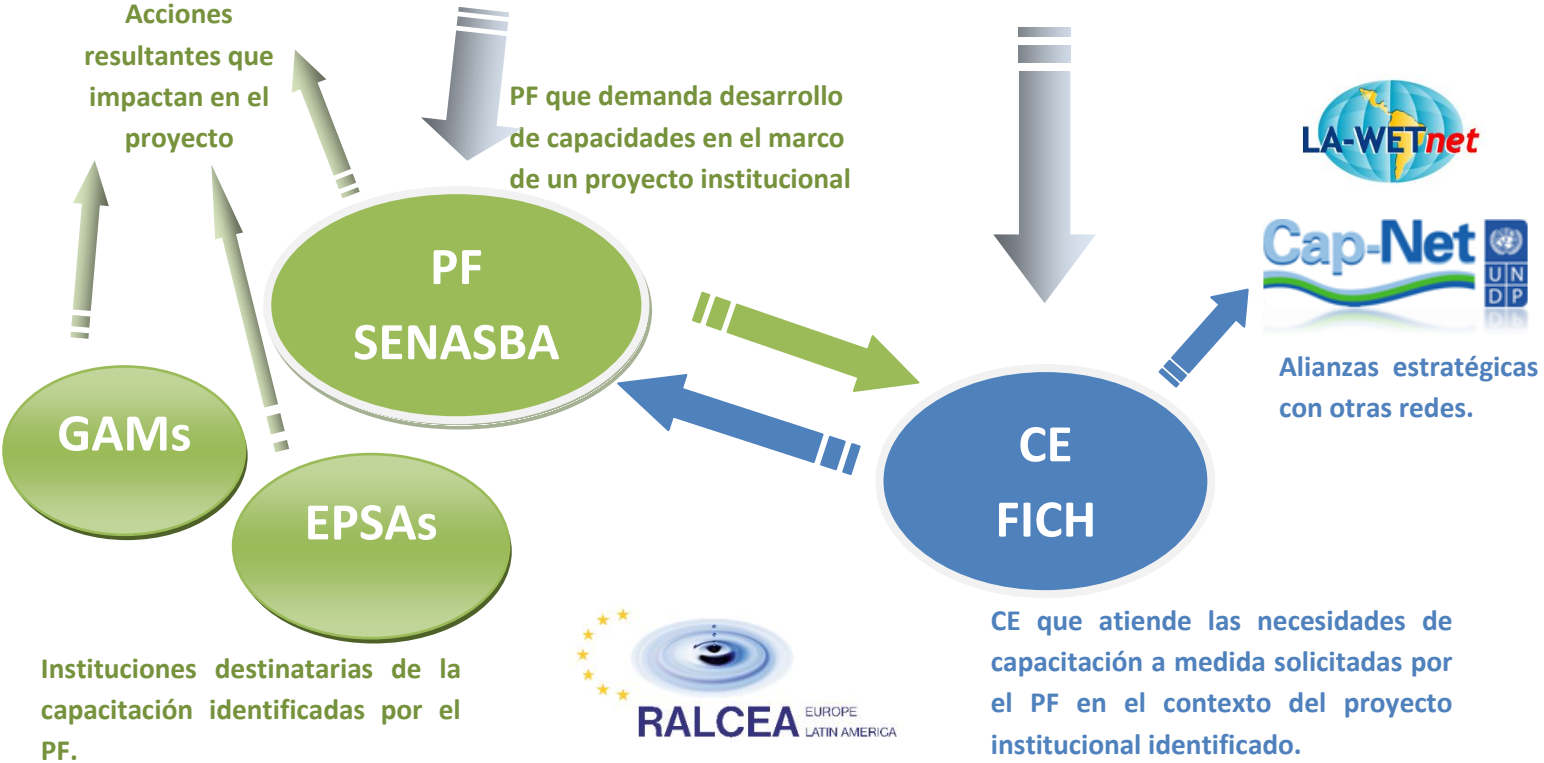 Acciones
resultantes que
impactan en el
proyecto
PF que demanda desarrollo
de capacidades en el marco
de un proyecto institucional
LA-WETnet
Cap-Net
UN
DP
Alianzas estratégicas
con otras redes.
PF
SENASBA
GAMs
EPSAs
CE
FICH
Instituciones destinatarias de la
capacitación identificadas por el
PF.
RALCEA EUROPE
LATIN AMERICA
CE que atiende las necesidades de
capacitación a medida solicitadas por
el PF en el contexto del proyecto
institucional identificado.